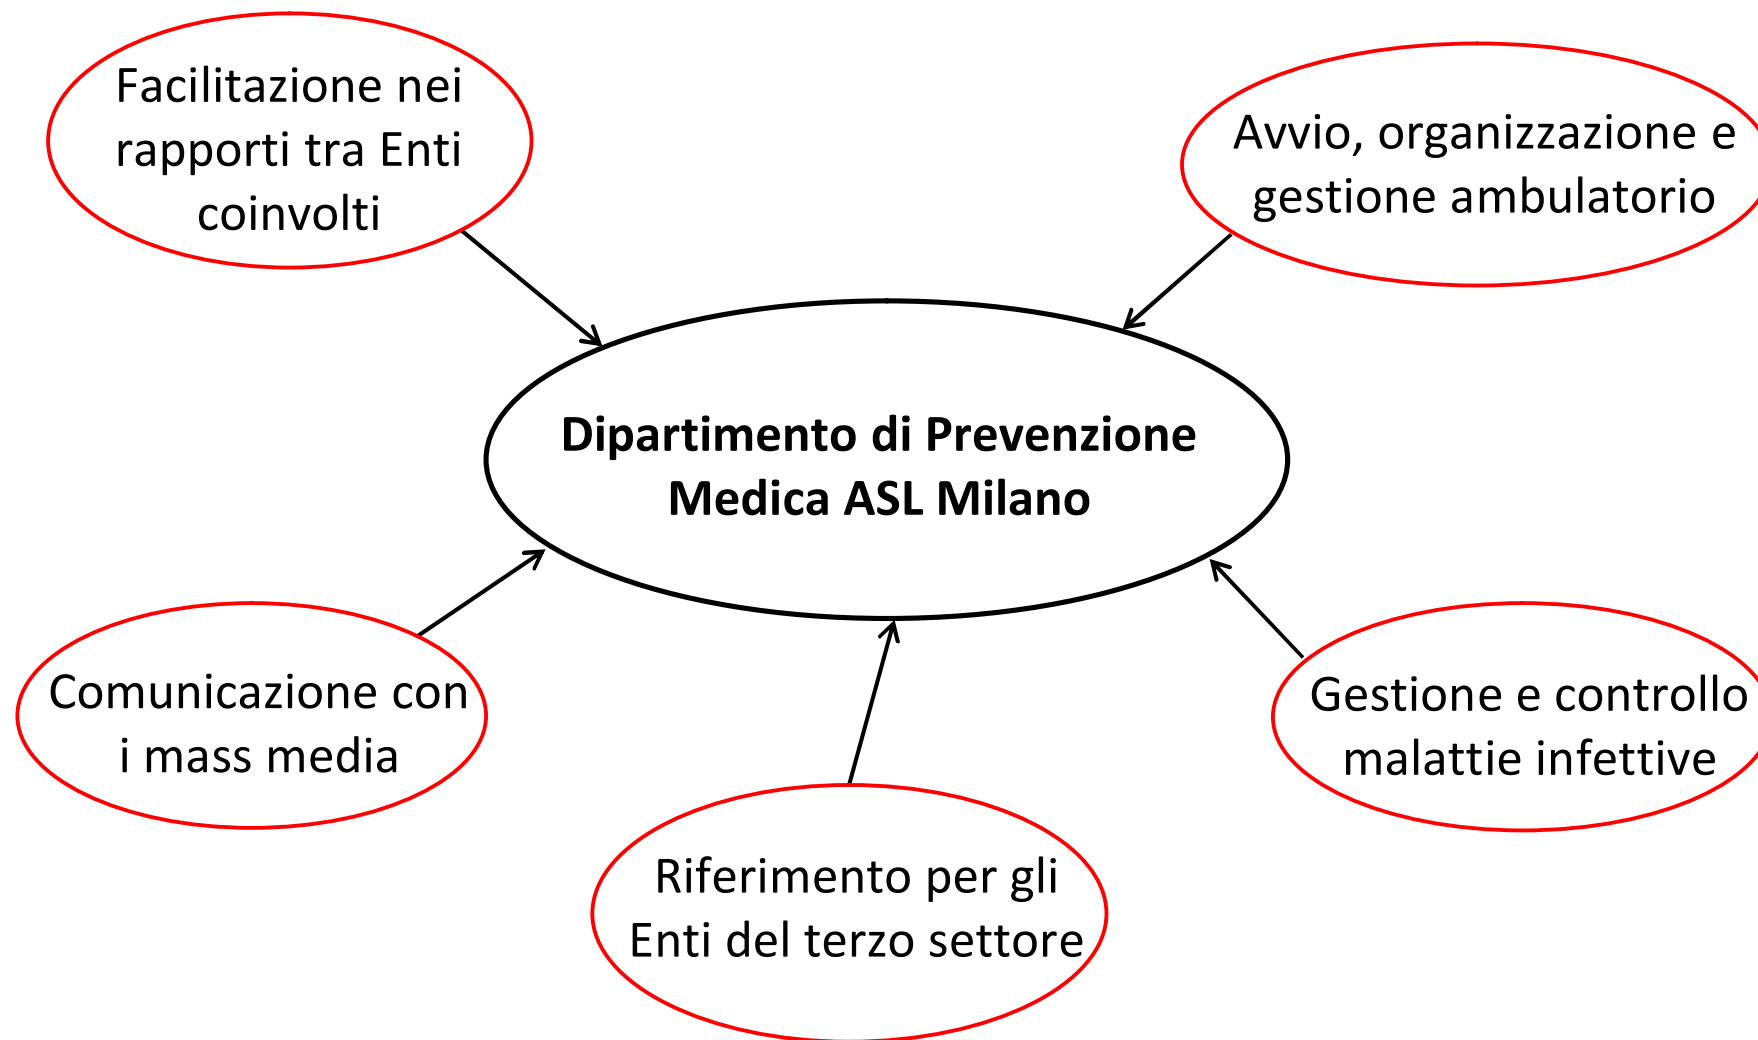 Facilitazione nei
rapporti tra Enti
coinvolti
Avvio, organizzazione e
gestione ambulatorio
Dipartimento di Prevenzione
Medica ASL Milano
Comunicazione con
i mass media
Gestione e controllo
malattie infettive
Riferimento per gli
Enti del terzo settore